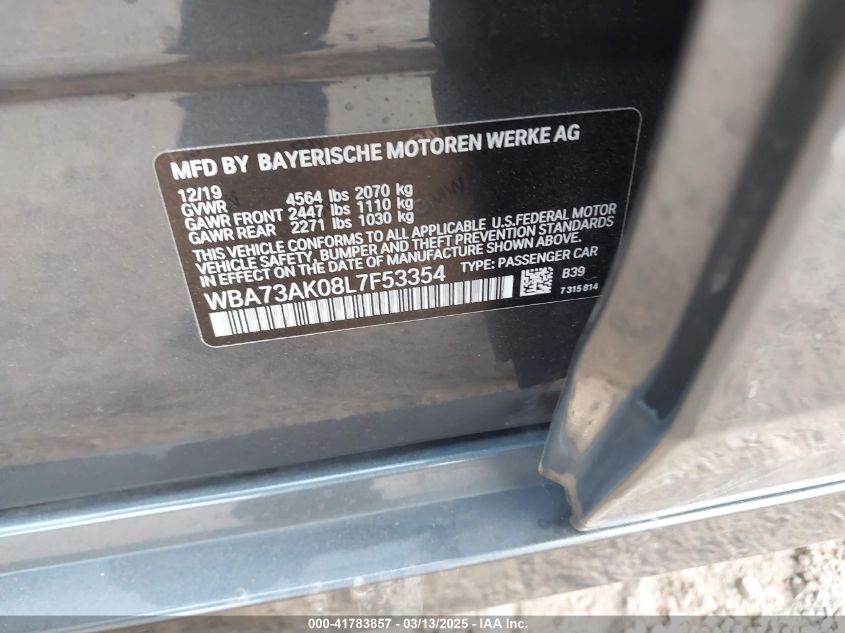 MFD BY BAYERISCHE MOTOREN WERKE AG
12/19
GVWR 4564 lbs 2070 kg
GAWR FRONT 2447 lbs 1110 kg
GAWR REAR 2271 lbs 1030 kg
THIS VEHICLE CONFORMS TO ALL APPLICABLE U.S.FEDERAL MOTOR
VEHICLE SAFETY, BUMPER AND THEFT PREVENTION STANDARDS
IN EFFECT ON THE DATE OF MANUFACTURE SHOWN ABOVE.
WBA73AK08L7F53354 TYPE: PASSENGER CAR
B39
7 315 814
000-41783857 - 03/13/2025 - IAA Inc.